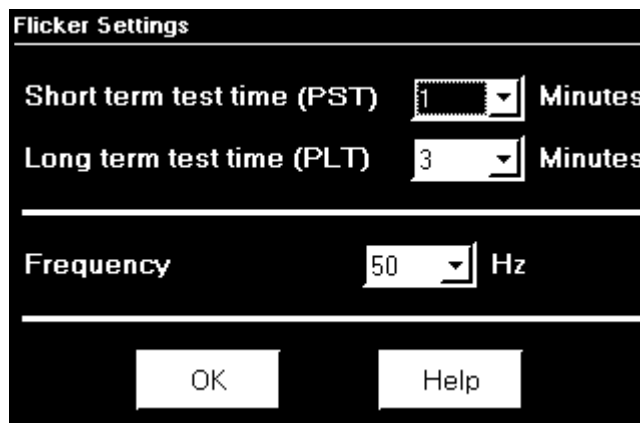 Flicker Settings
Short term test time (PST) 1 Minutes
Long term test time (PLT) 3 Minutes
Frequency 50 Hz
OK Help